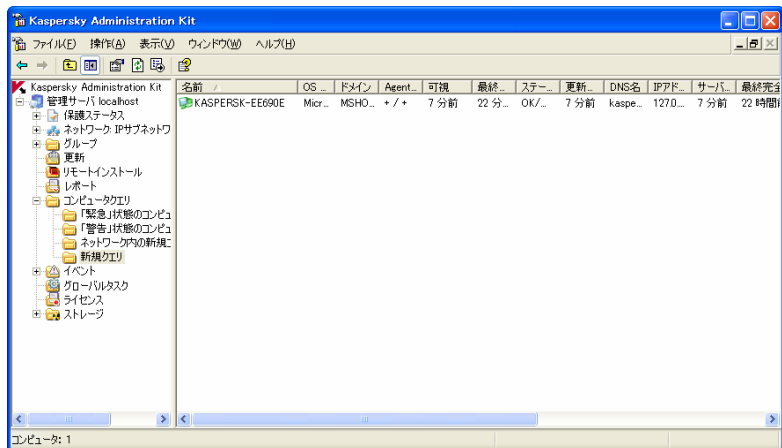 Kaspersky Administration Kit
ファイル(F) 操作(A) 表示(V) ウィンドウ(W) ヘルプ(H)
Kaspersky Administration Kit
管理サーバ localhost
保護ステータス
ネットワーク: IPサブネットワ
グループ
更新
リモートインストール
レポート
コンピュータクエリ
「緊急」状態のコンピュ
「警告」状態のコンピュ
ネットワーク内の新規コ
新規クエリ
イベント
グローバルタスク
ライセンス
ストレージ
名前 OS ... ドメイン Agent... 可視 最終... ステー... 更新... DNS名 IPアド... サーバ... 最終完全
KASPERSK-EE690E Micr... MSHO... + / + 7 分前 22 分... OK/... 7 分前 kaspe... 127.0.... 7 分前 22 時間前
コンピュータ: 1